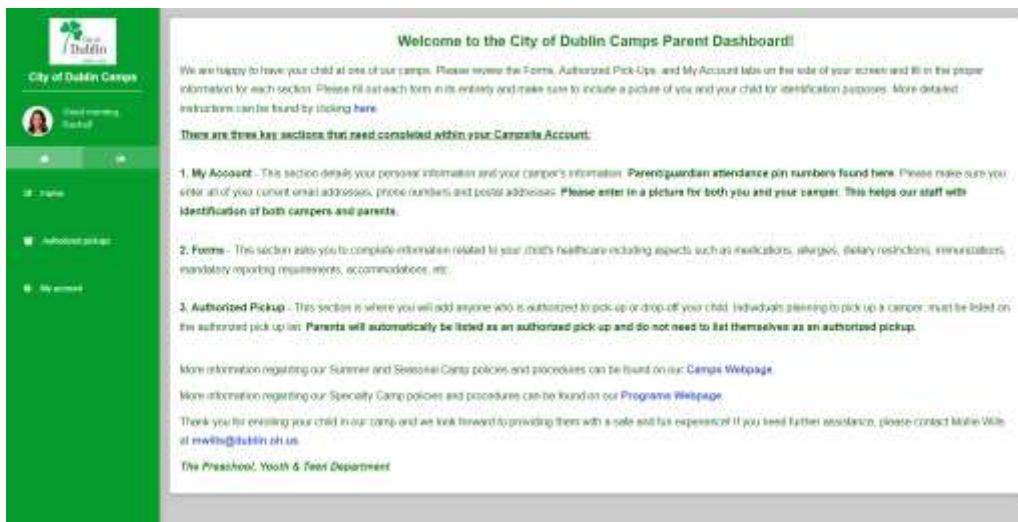 City of
Dublin
City of Dublin Camps
Good morning,
Home
Authorized pickups
My account
Welcome to the City of Dublin Camps Parent Dashboard!
We are happy to have your child at one of our camps. Please review the Forms, Authorized Pick-Ups, and My Account tabs on the side of your screen and fill in the proper
information for each section. Please fill out each form in its entirety and make sure to include a picture of you and your child for identification purposes. More detailed
instructions can be found by clicking here.
There are three key sections that need completed within your Campsite Account:
1. My Account - This section details your personal information and your camper's information. Parent/guardian attendance pin numbers found here. Please make sure you
enter all of your current email addresses, phone numbers and postal addresses. Please enter in a picture for both you and your camper. This helps our staff with
identification of both campers and parents.
2. Forms - This section asks you to complete information related to your child's healthcare including aspects such as medications, allergies, dietary restrictions, immunizations,
mandatory reporting requirements, accommodations, etc.
3. Authorized Pickup - This section is where you will add anyone who is authorized to pick-up or drop-off your child. Individuals planning to pick up a camper, must be listed on
the authorized pick up list. Parents will automatically be listed as an authorized pick up and do not need to list themselves as an authorized pickup.
More information regarding our Summer and Seasonal Camp policies and procedures can be found on our Camps Webpage.
More information regarding our Specialty Camp policies and procedures can be found on our Programs Webpage.
Thank you for enrolling your child in our camp and we look forward to providing them with a safe and fun experience! If you need further assistance, please contact Mollie Wills
at mwills@dublin.oh.us.
The Preschool, Youth & Teen Department